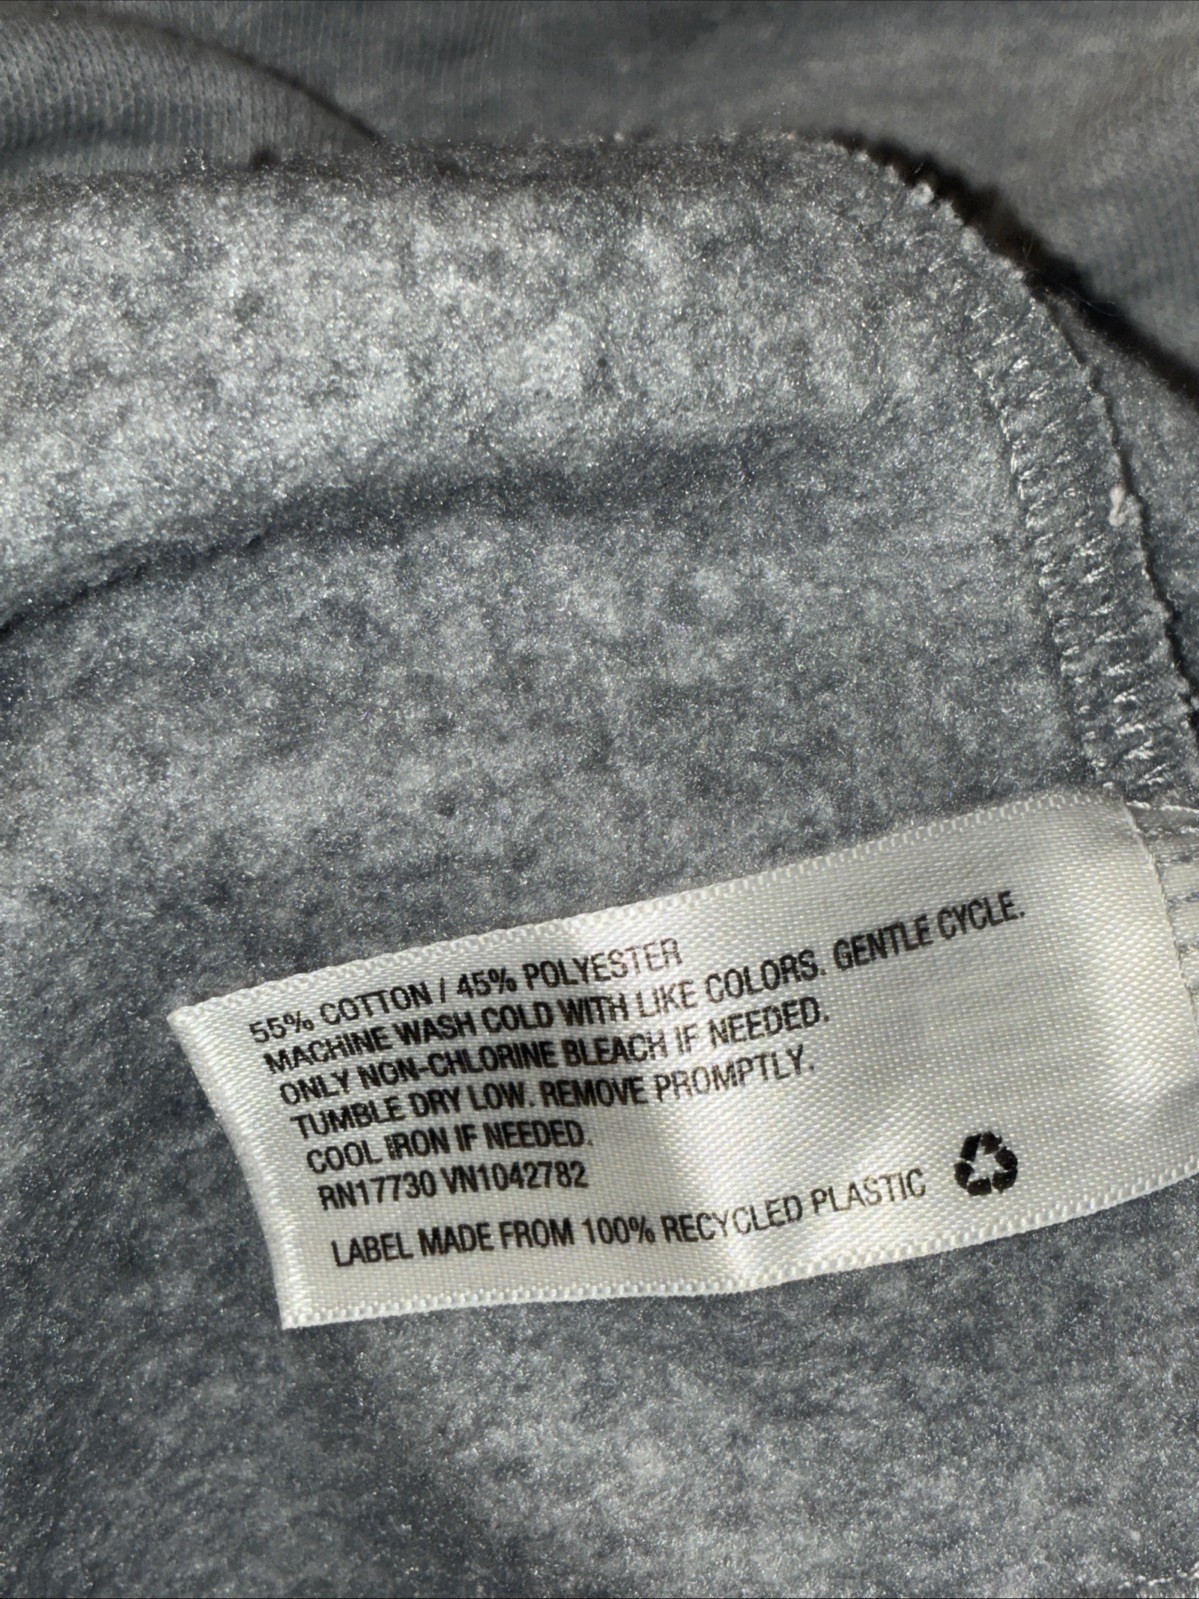 55% COTTON / 45% POLYESTER
MACHINE WASH COLD WITH LIKE COLORS. GENTLE CYCLE.
ONLY NON-CHLORINE BLEACH IF NEEDED.
TUMBLE DRY LOW. REMOVE PROMPTLY.
COOL IRON IF NEEDED.
RN17730 VN1042782
LABEL MADE FROM 100% RECYCLED PLASTIC